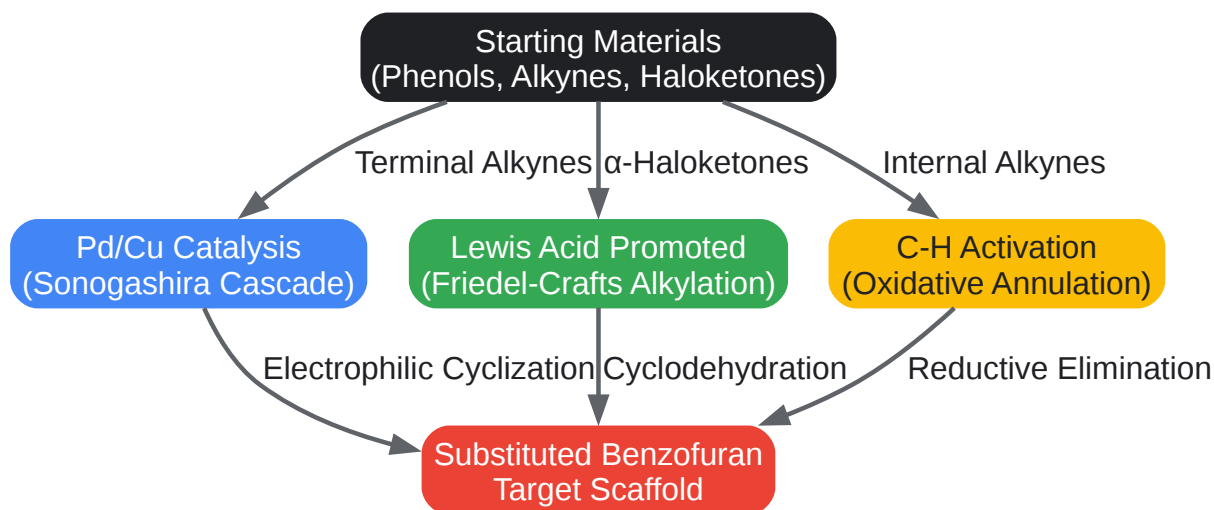 Starting Materials
(Phenols, Alkynes, Haloketones)
Terminal Alkynes
α-Haloketones
Internal Alkynes
Pd/Cu Catalysis
(Sonogashira Cascade)
Lewis Acid Promoted
(Friedel-Crafts Alkylation)
C-H Activation
(Oxidative Annulation)
Electrophilic Cyclization
Cyclodehydration
Reductive Elimination
Substituted Benzofuran
Target Scaffold